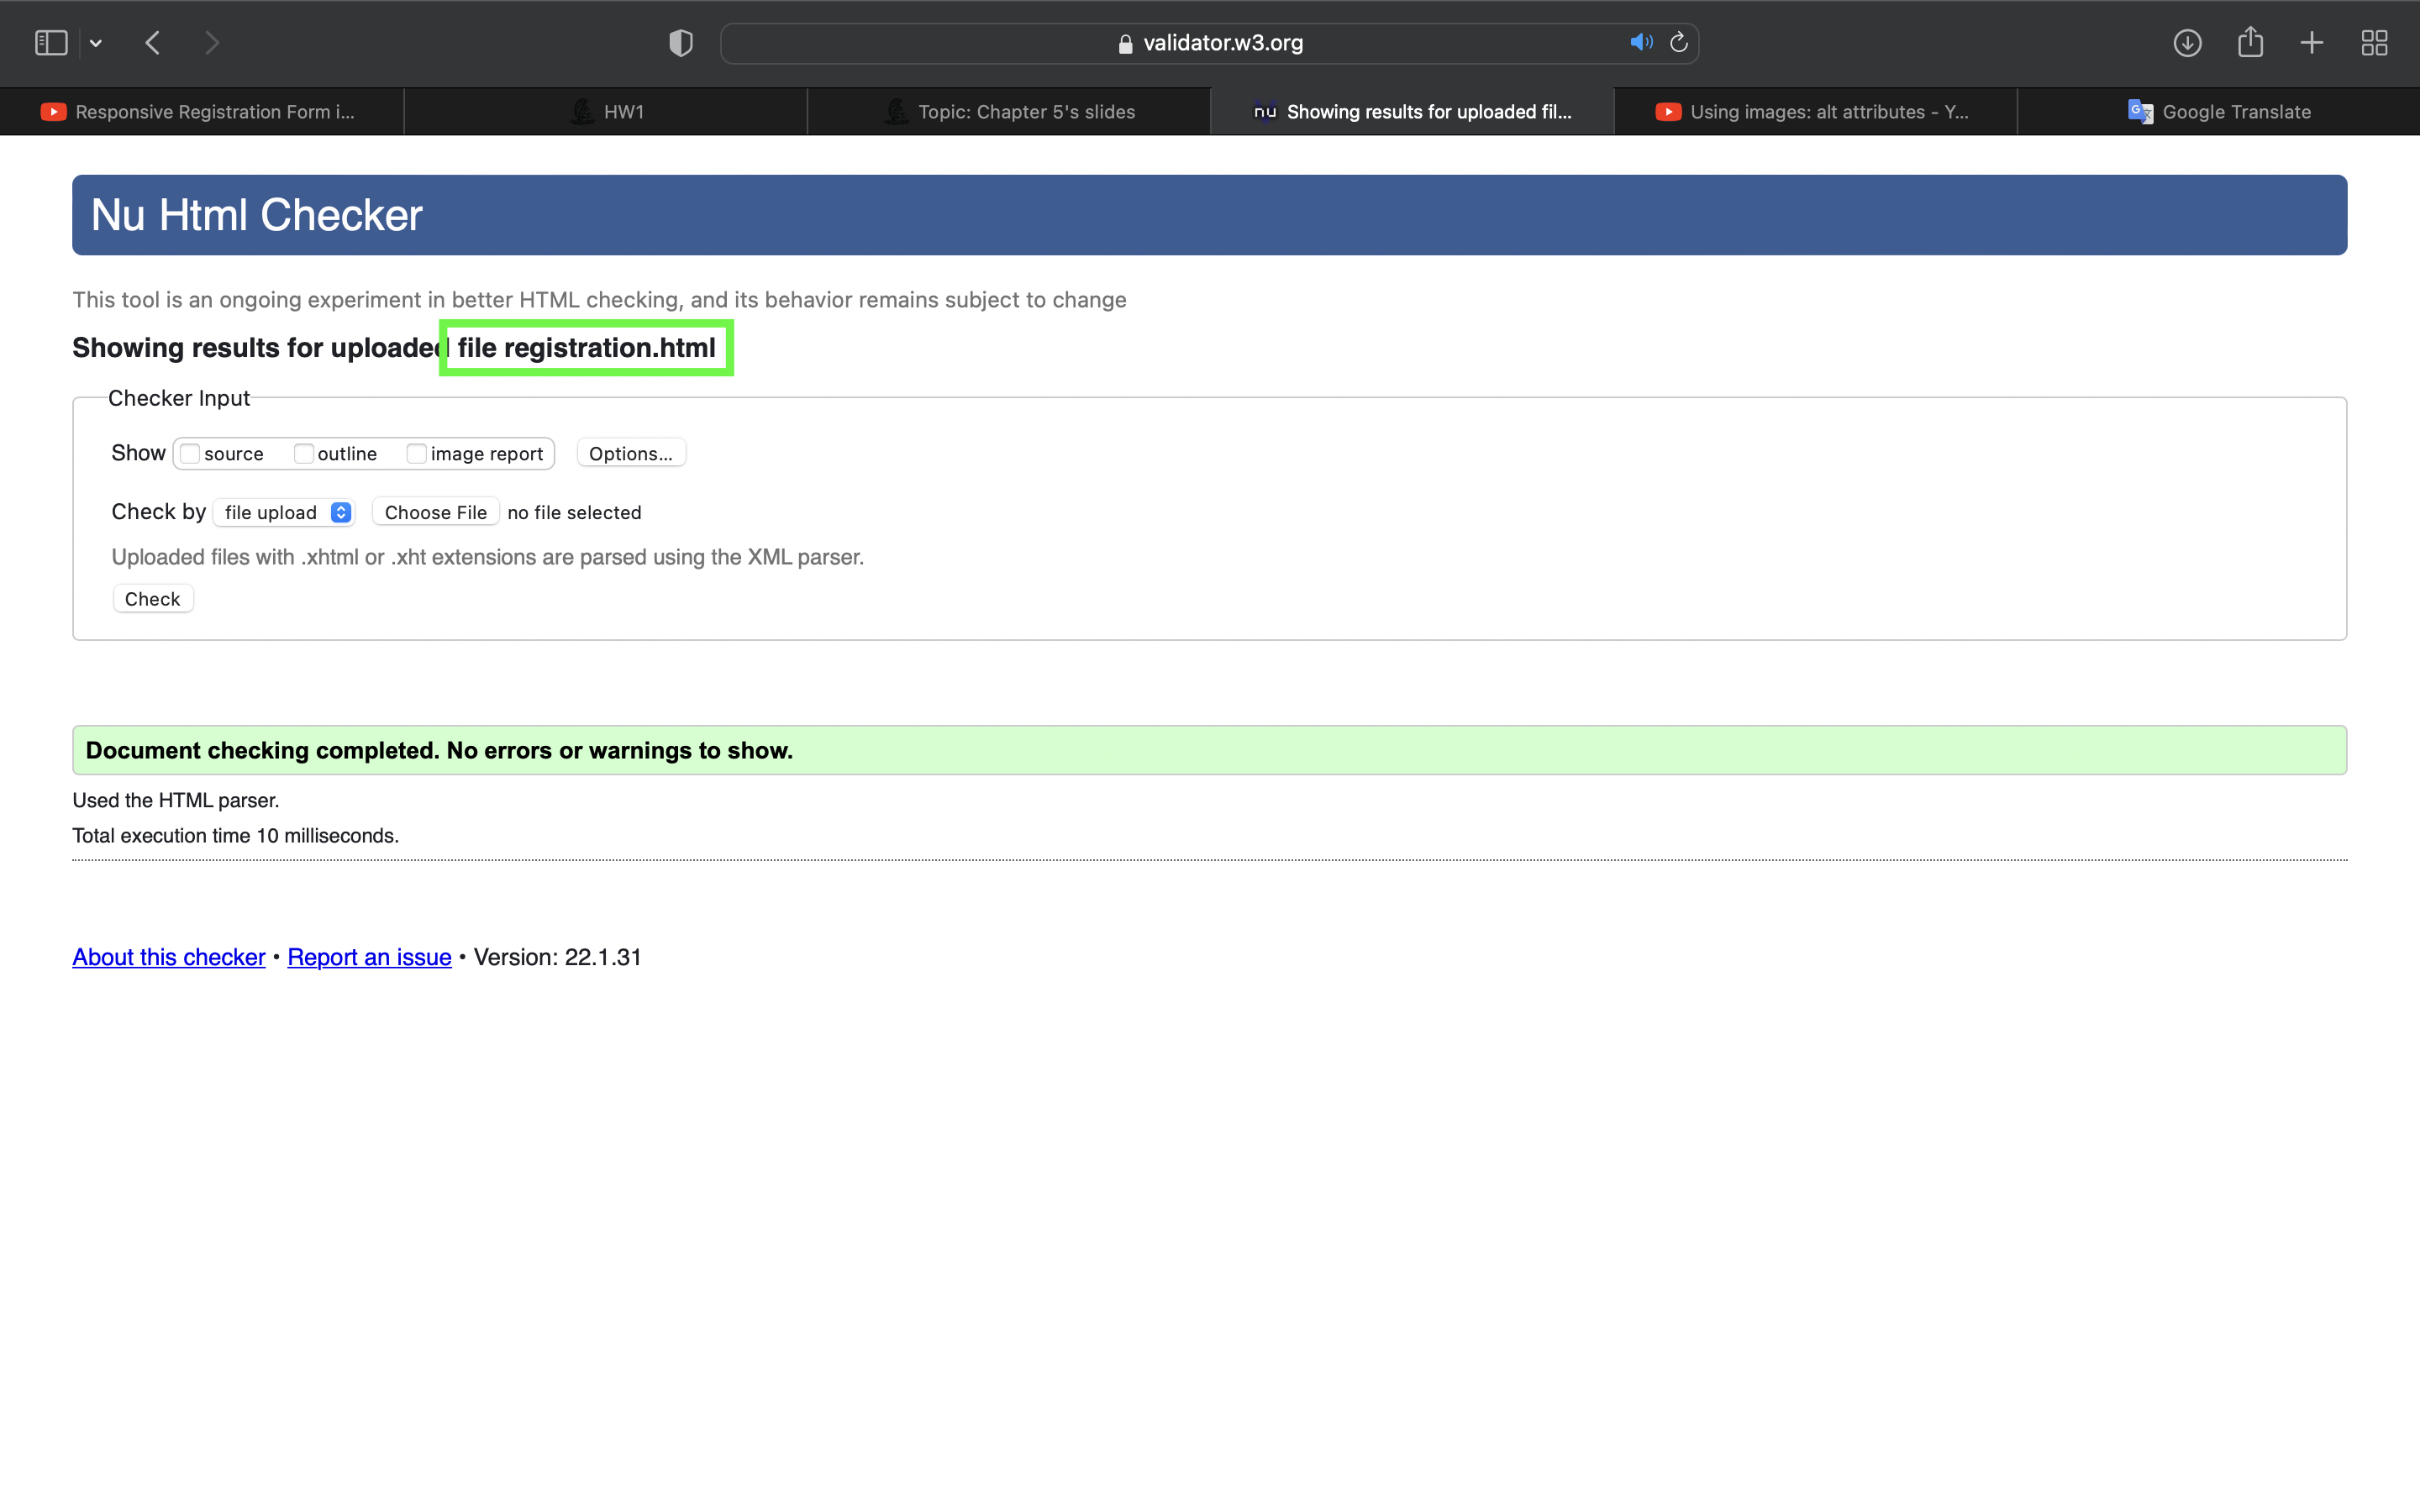 validator.w3.org
Responsive Registration Form i...
HW1
Topic: Chapter 5's slides
nu Showing results for uploaded fil...
Using images: alt attributes - Y...
Google Translate
Nu Html Checker
This tool is an ongoing experiment in better HTML checking, and its behavior remains subject to change
Showing results for uploaded file registration.html
Checker Input
Show source outline image report Options...
Check by file upload Choose File no file selected
Uploaded files with .xhtml or .xht extensions are parsed using the XML parser.
Check
Document checking completed. No errors or warnings to show.
Used the HTML parser.
Total execution time 10 milliseconds.
About this checker • Report an issue • Version: 22.1.31